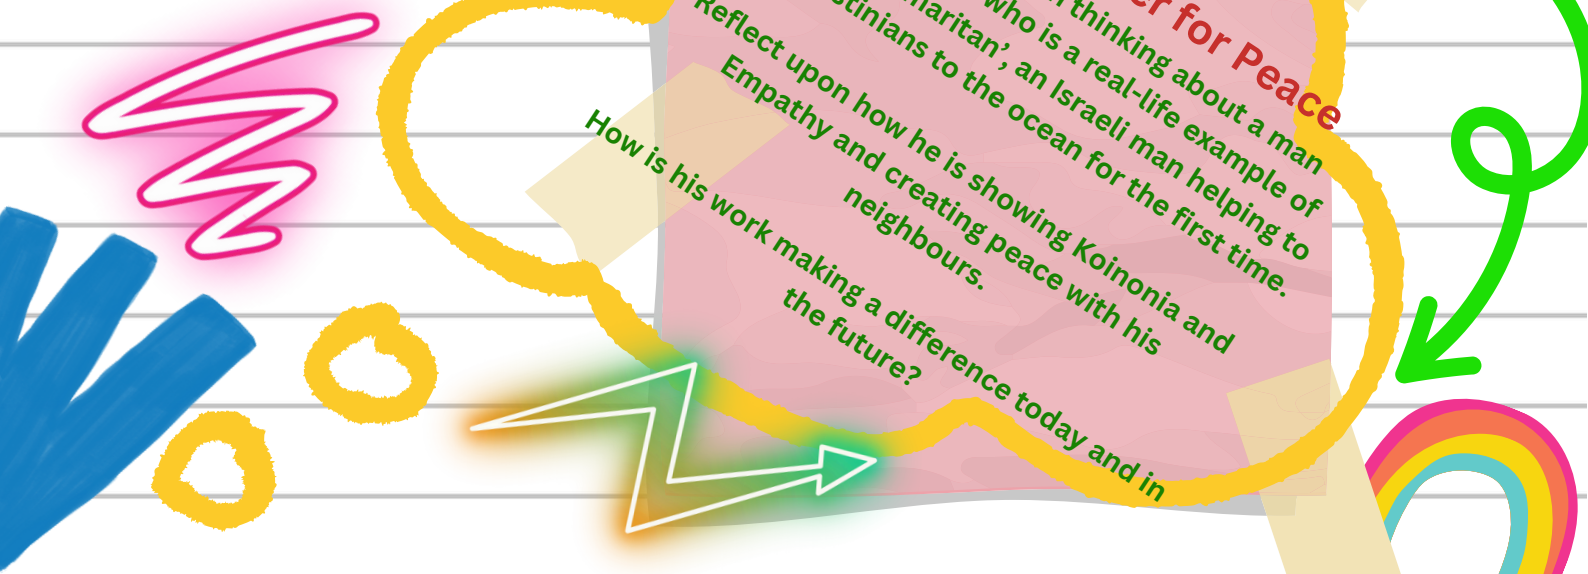 for Peace
thinking about a man
who is a real-life example of
an Israeli man helping to
to the ocean for the first time.
Reflect upon how he is showing Koinonia and
Empathy and creating peace with his
neighbours.
How is his work making a difference today and in
the future?